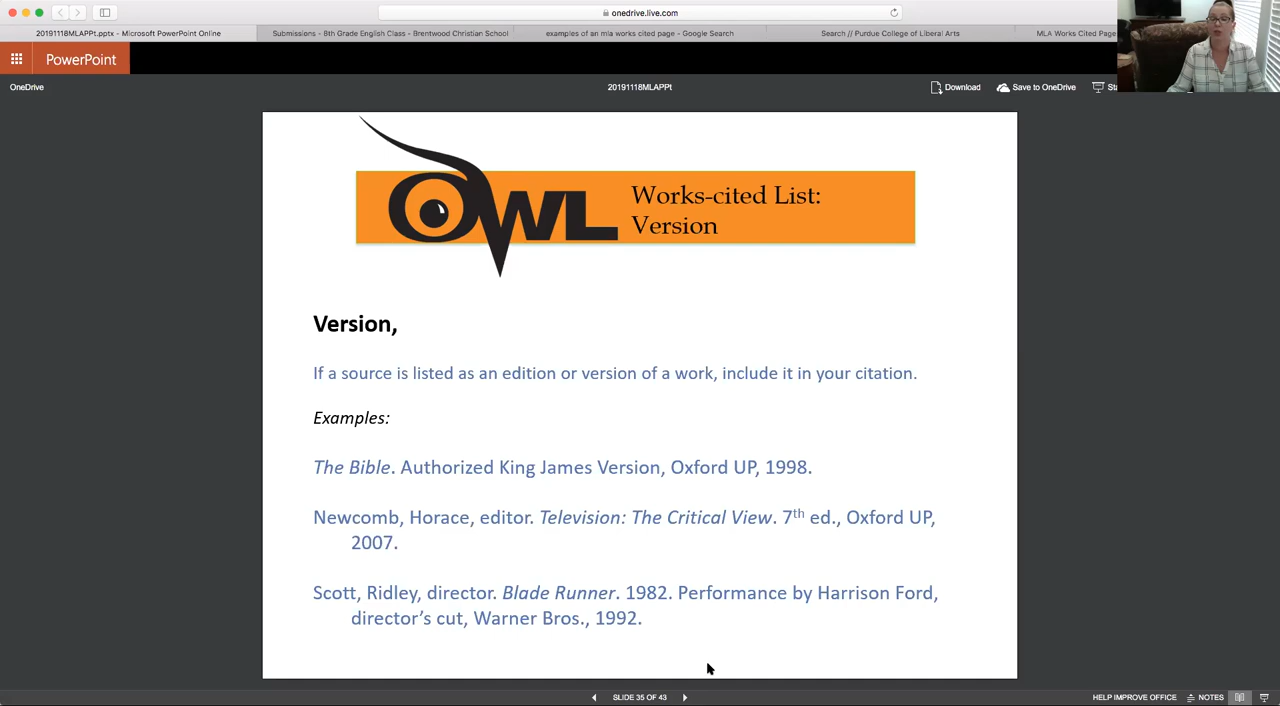 onedrive.live.com
20191118MLAPPt.pptx - Microsoft PowerPoint Online
Submissions - 8th Grade English Class - Brentwood Christian School
examples of an mla works cited page - Google Search
Search // Purdue College of Liberal Arts
MLA Works Cited Page
PowerPoint
OneDrive
20191118MLAPPt
Download
Save to OneDrive
OWL
Works-cited List:
Version
Version,
If a source is listed as an edition or version of a work, include it in your citation.
Examples:
The Bible. Authorized King James Version, Oxford UP, 1998.
Newcomb, Horace, editor. Television: The Critical View. 7th ed., Oxford UP,
2007.
Scott, Ridley, director. Blade Runner. 1982. Performance by Harrison Ford,
director’s cut, Warner Bros., 1992.
SLIDE 35 OF 43
HELP IMPROVE OFFICE
NOTES